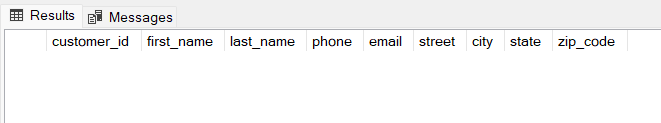 Results Messages
customer_id first_name last_name phone email street city state zip_code